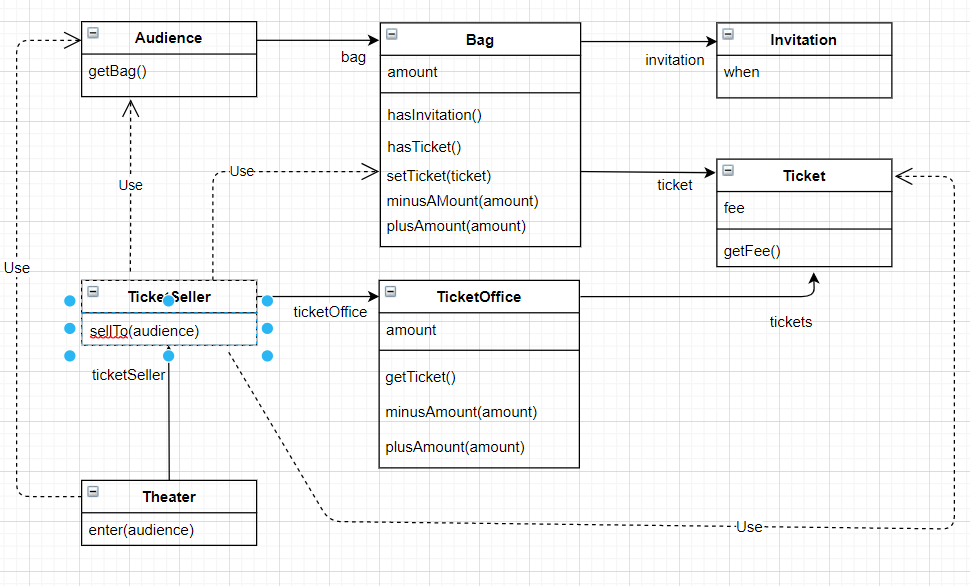 Audience
getBag()
bag
Bag
amount
hasInvitation()
hasTicket()
setTicket(ticket)
minusAMount(amount)
plusAmount(amount)
invitation
Invitation
when
Use
Use
Use
ticket
Ticket
fee
getFee()
TicketSeller
sellTo(audience)
ticketOffice
TicketOffice
amount
getTicket()
minusAmount(amount)
plusAmount(amount)
tickets
ticketSeller
Theater
enter(audience)
Use